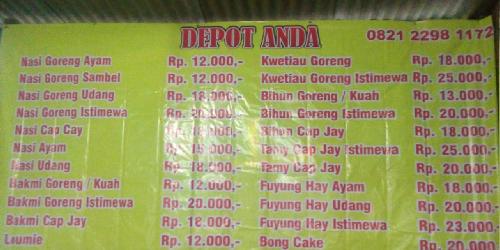 DEPOT ANDA
0821 2298 1172
Nasi Goreng Ayam Rp. 12.000,- Kwetiau Goreng Rp. 18.000,-
Nasi Goreng Sambel Rp. 12.000,- Kwetiau Goreng Istimewa Rp. 25.000,-
Nasi Goreng Udang Rp. 18.000,- Bihun Goreng / Kuah Rp. 13.000,-
Nasi Goreng Istimewa Rp. 20.000,- Bihun Goreng Istimewa Rp. 20.000,-
Nasi Cap Cay Rp. 18.000,- Bihun Cap Jay Rp. 18.000,-
Nasi Ayam Rp. 15.000,- Tamy Cap Jay Istimewa Rp. 25.000,-
Nasi Udang Rp. 18.000,- Tamy Cap Jay Rp. 20.000,-
Bakmi Goreng / Kuah Rp. 12.000,- Fuyung Hay Ayam Rp. 18.000,-
Bakmi Goreng Istimewa Rp. 20.000,- Fuyung Hay Udang Rp. 20.000,-
Bakmi Cap Jay Rp. 18.000,- Fuyung Hay Istimewa Rp. 23.000
Loumie Rp. 12.000,- Bong Cake Rp. 20.000